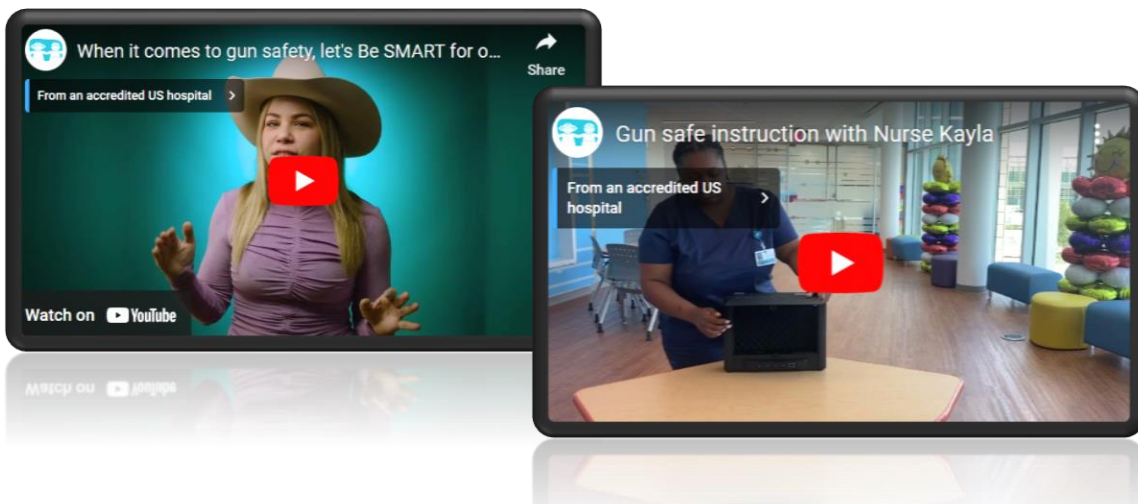 When it comes to gun safety, let's Be SMART for o...
Share
From an accredited US hospital
Watch on YouTube
Gun safe instruction with Nurse Kayla
From an accredited US
hospital